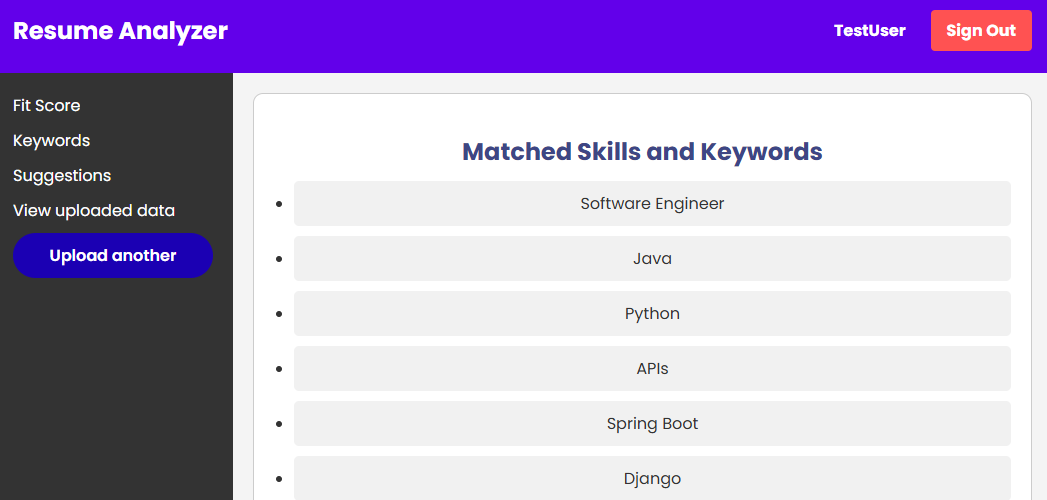 Resume Analyzer
TestUser
Sign Out
Fit Score
Keywords
Suggestions
View uploaded data
Upload another
Matched Skills and Keywords
Software Engineer
Java
Python
APIs
Spring Boot
Django